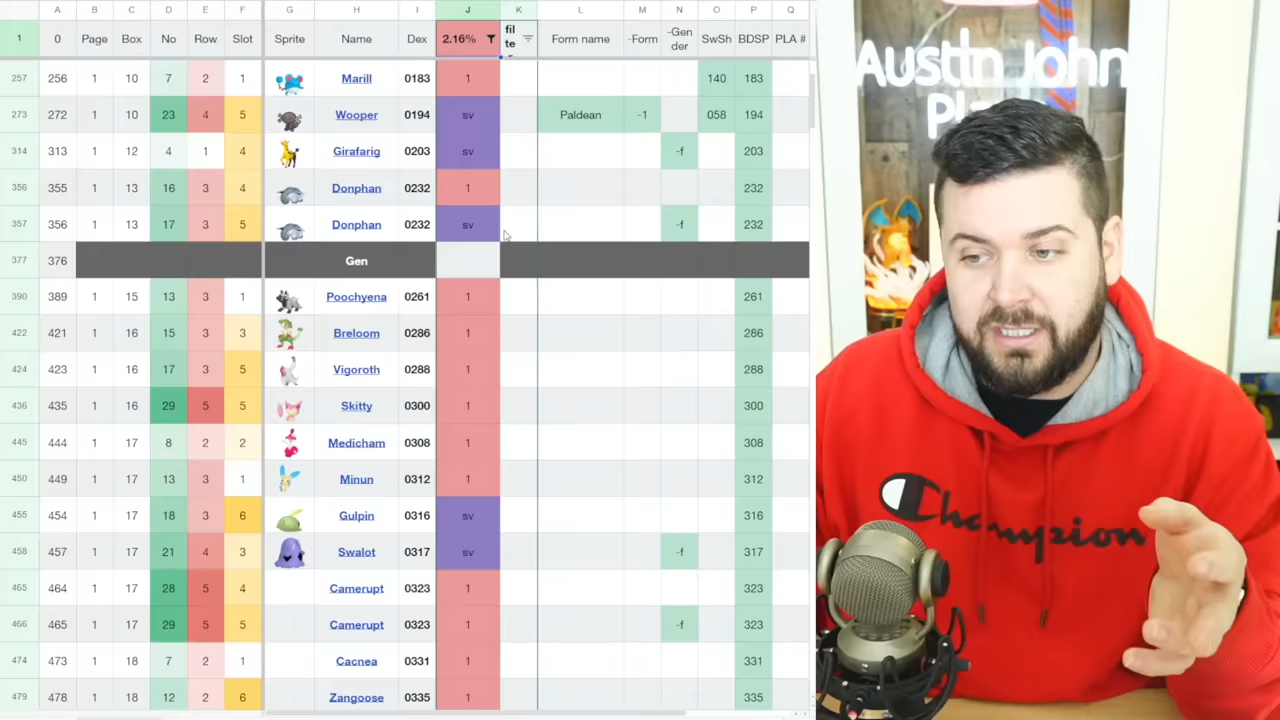 A B C D E F G H I J K L M N O P Q
1 0 Page Box No Row Slot Sprite Name Dex 2.16% filter Form name -Form -Gender SwSh BDSP PLA #
257 256 1 10 7 2 1 Marill 0183 1 140 183
273 272 1 10 23 4 5 Wooper 0194 sv Paldean -1 058 194
314 313 1 12 4 1 4 Girafarig 0203 sv -f 203
356 355 1 13 16 3 4 Donphan 0232 1 232
357 356 1 13 17 3 5 Donphan 0232 sv -f 232
377 376 Gen
390 389 1 15 13 3 1 Poochyena 0261 1 261
422 421 1 16 15 3 3 Breloom 0286 1 286
424 423 1 16 17 3 5 Vigoroth 0288 1 288
436 435 1 16 29 5 5 Skitty 0300 1 300
445 444 1 17 8 2 2 Medicham 0308 1 308
450 449 1 17 13 3 1 Minun 0312 1 312
455 454 1 17 18 3 6 Gulpin 0316 sv 316
458 457 1 17 21 4 3 Swalot 0317 sv -f 317
465 464 1 17 28 5 4 Camerupt 0323 1 323
466 465 1 17 29 5 5 Camerupt 0323 1 -f 323
474 473 1 18 7 2 1 Cacnea 0331 1 331
479 478 1 18 12 2 6 Zangoose 0335 1 335
Austin John
Champion